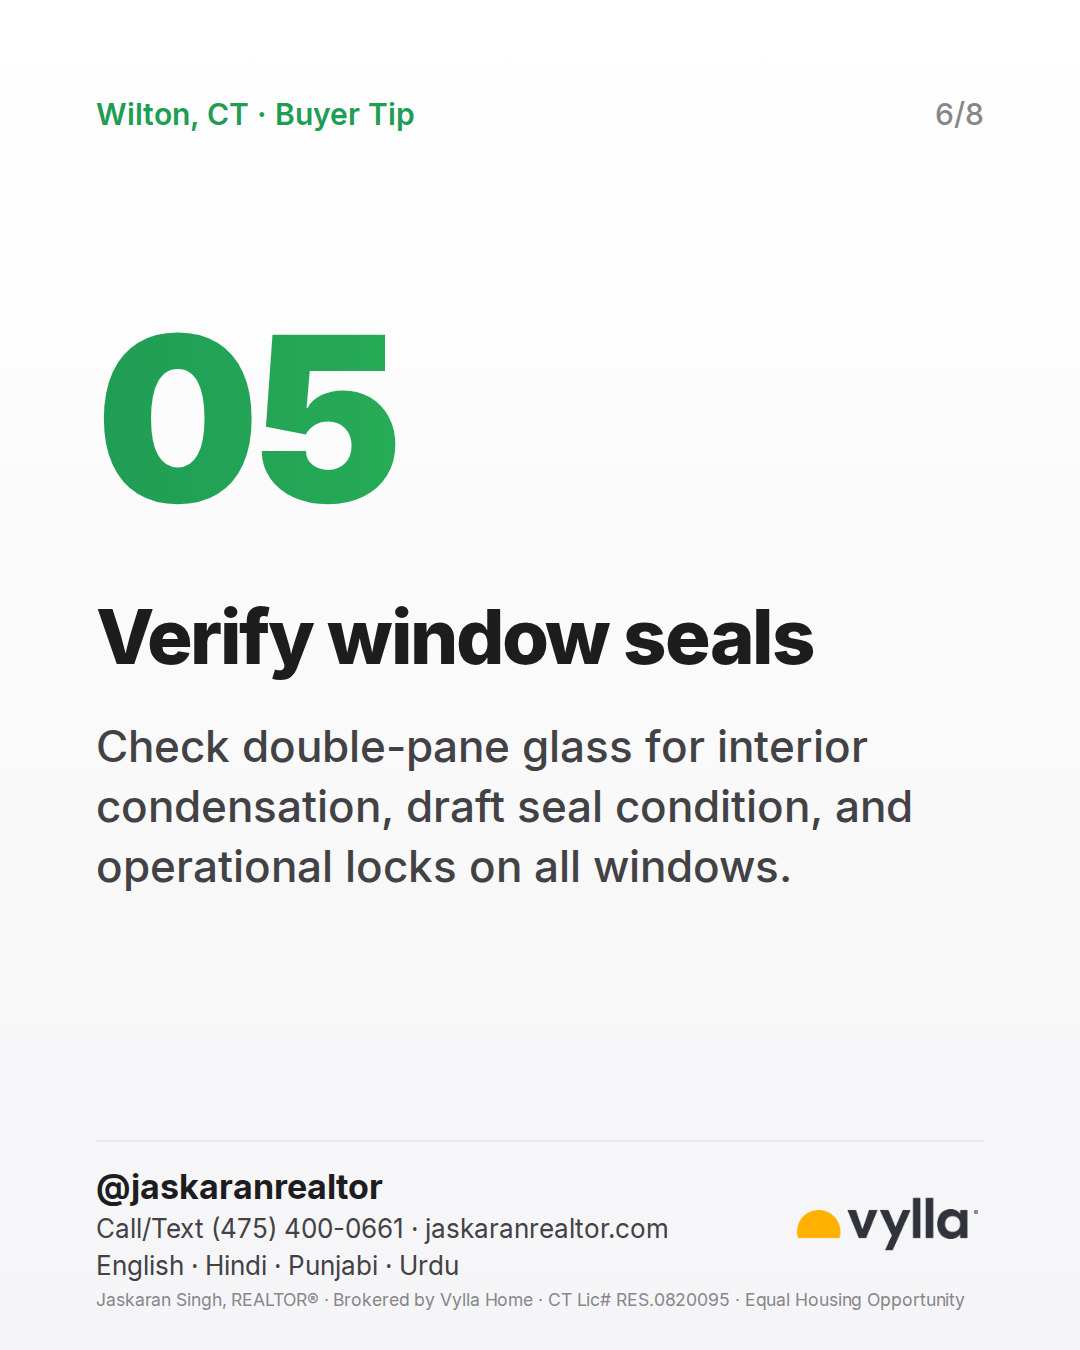 Wilton, CT · Buyer Tip
6/8
05
Verify window seals
Check double-pane glass for interior
condensation, draft seal condition, and
operational locks on all windows.
@jaskaranrealtor
Call/Text (475) 400-0661 · jaskaranrealtor.com
English · Hindi · Punjabi · Urdu
vylla
Jaskaran Singh, REALTOR® · Brokered by Vylla Home · CT Lic# RES.0820095 · Equal Housing Opportunity